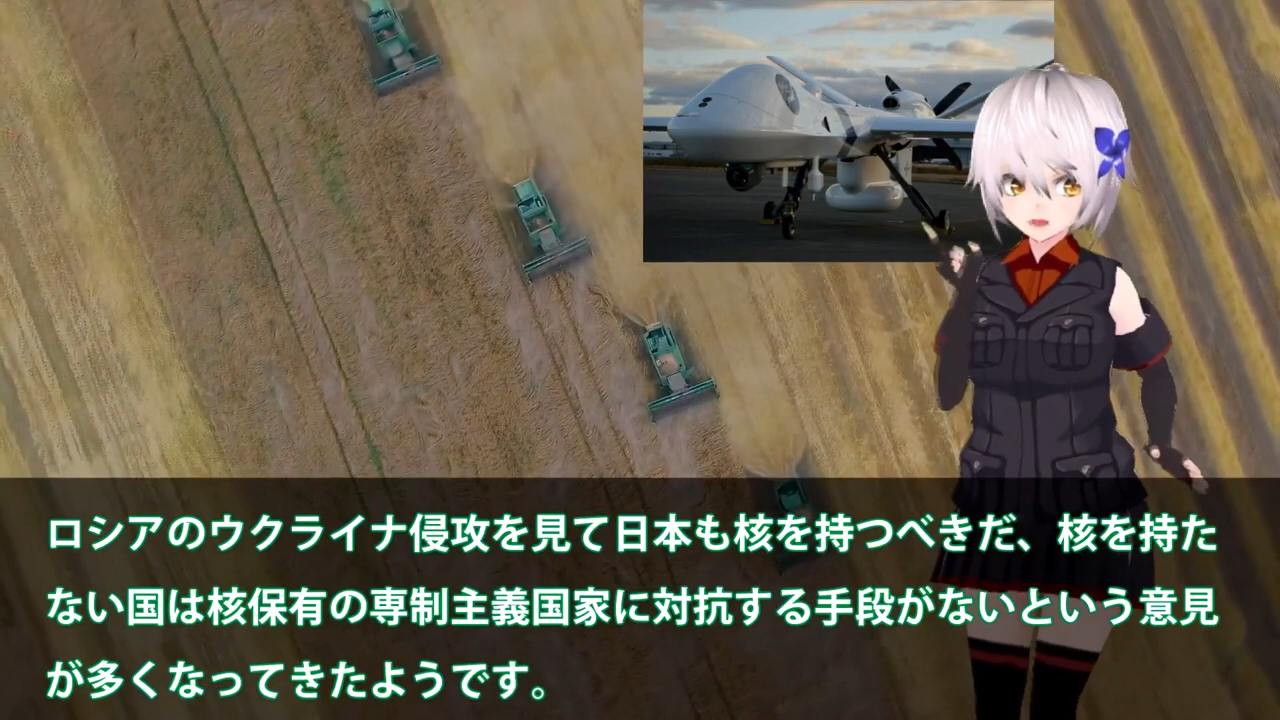 ロシアのウクライナ侵攻を見て日本も核を持つべきだ、核を持た
ない国は核保有の専制主義国家に対抗する手段がないという意見
が多くなってきたようです。